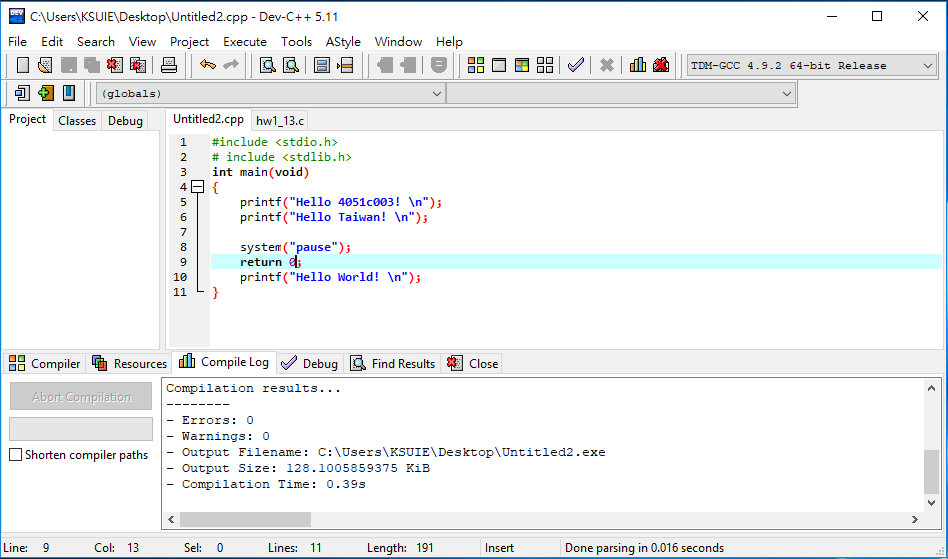 C:\Users\KSUIE\Desktop\Untitled2.cpp - Dev-C++ 5.11
File Edit Search View Project Execute Tools AStyle Window Help
TDM-GCC 4.9.2 64-bit Release
(globals)
Project Classes Debug
Untitled2.cpp hw1_13.c
1 #include <stdio.h>
2 # include <stdlib.h>
3 int main(void)
4 {
5 printf("Hello 4051c003! \n");
6 printf("Hello Taiwan! \n");
7
8 system("pause");
9 return 0;
10 printf("Hello World! \n");
11 }
Compiler Resources Compile Log Debug Find Results Close
Abort Compilation
Shorten compiler paths
Compilation results...
--------
- Errors: 0
- Warnings: 0
- Output Filename: C:\Users\KSUIE\Desktop\Untitled2.exe
- Output Size: 128.1005859375 KiB
- Compilation Time: 0.39s
Line: 9 Col: 13 Sel: 0 Lines: 11 Length: 191 Insert Done parsing in 0.016 seconds